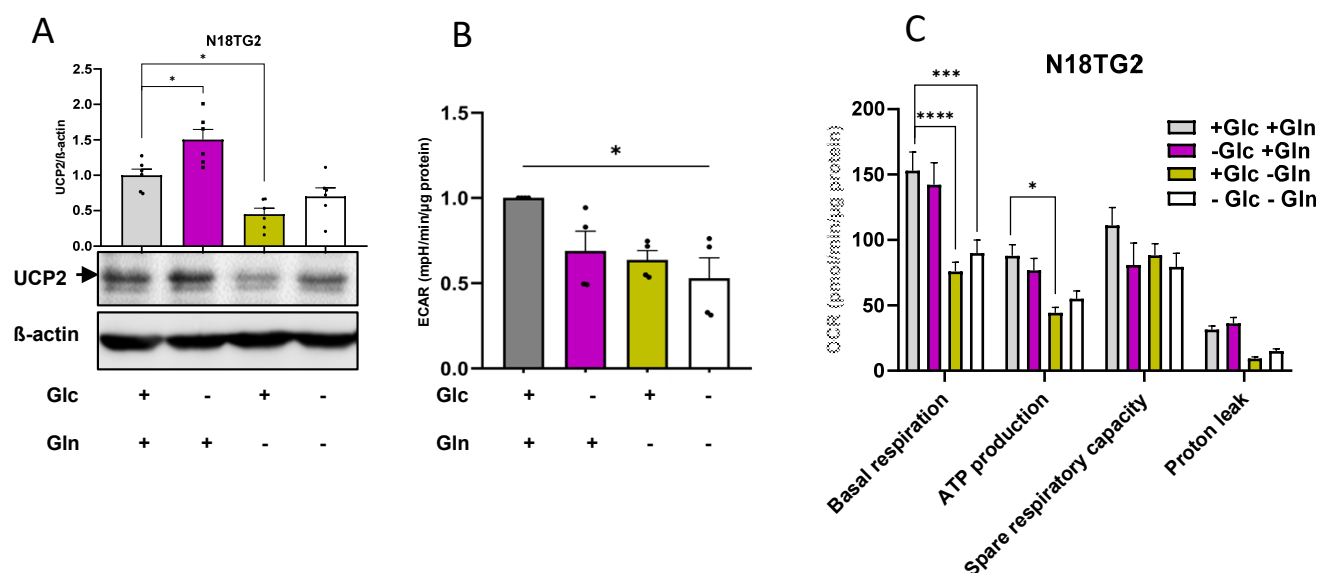 A
N18TG2
*
*
2.5
2.0
1.5
1.0
0.5
0.0
UCP2/ß-actin
UCP2
ß-actin
Glc + - + -
Gln + + - -
B
1.5
1.0
0.5
0.0
ECAR (mpH/min/µg protein)
*
Glc + - + -
Gln + + - -
C
N18TG2
200
150
100
50
0
OCR (pmol/min/µg protein)
***
****
*
+Glc +Gln
-Glc +Gln
+Glc -Gln
- Glc - Gln
Basal respiration
ATP production
Spare respiratory capacity
Proton leak